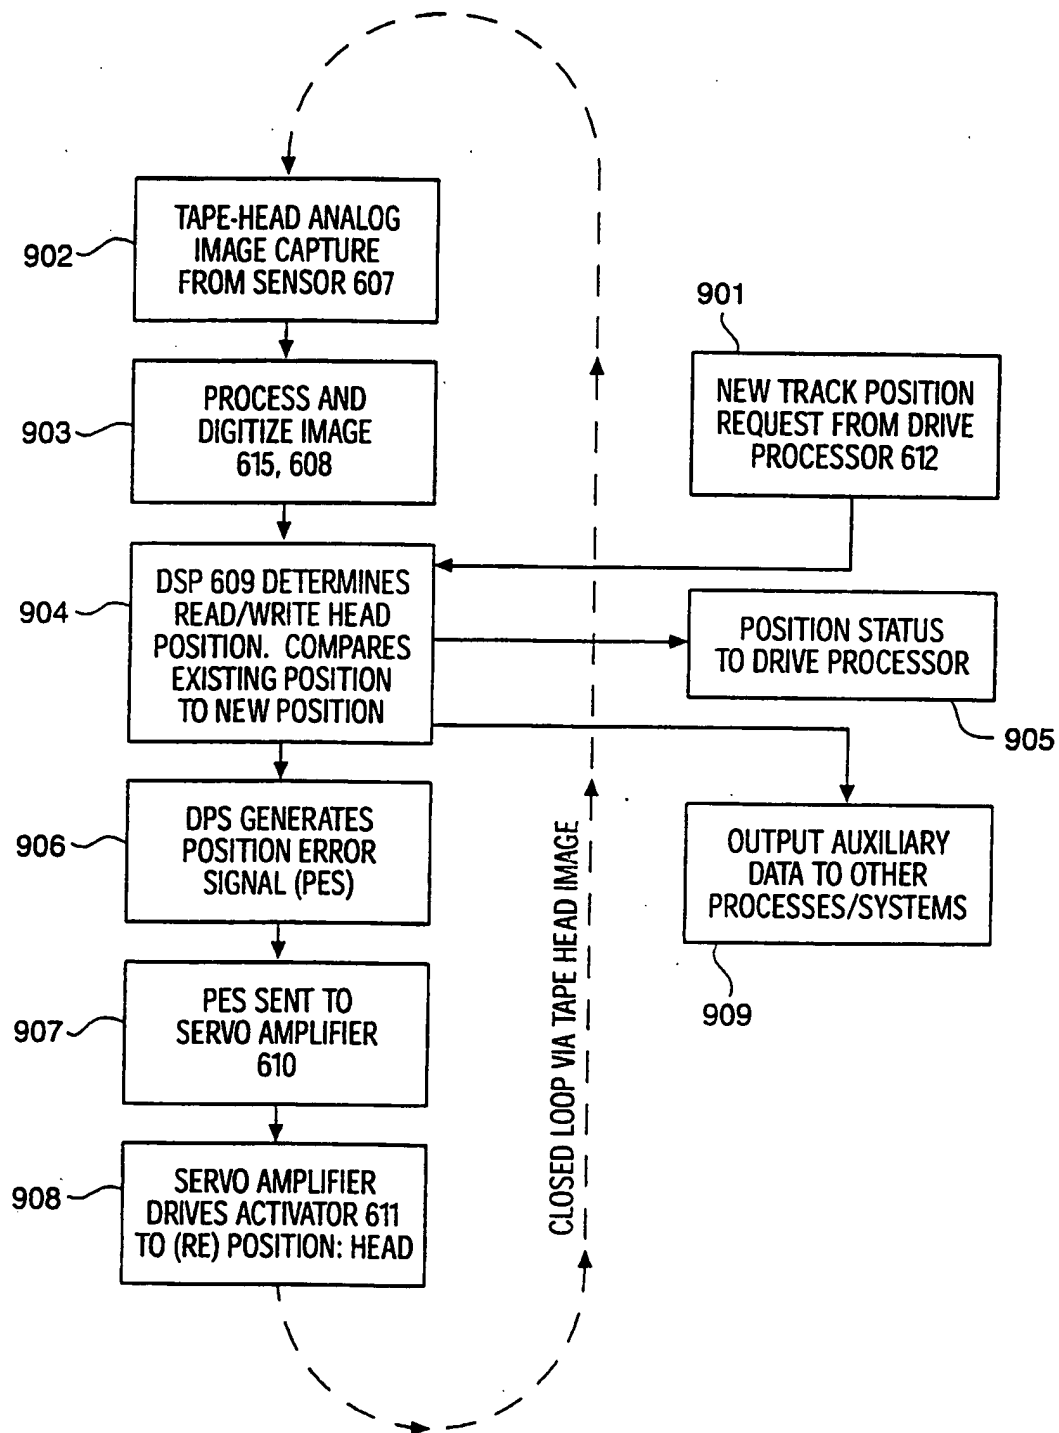 902
TAPE-HEAD ANALOG
IMAGE CAPTURE
FROM SENSOR 607
903
PROCESS AND
DIGITIZE IMAGE
615, 608
901
NEW TRACK POSITION
REQUEST FROM DRIVE
PROCESSOR 612
904
DSP 609 DETERMINES
READ/WRITE HEAD
POSITION. COMPARES
EXISTING POSITION
TO NEW POSITION
POSITION STATUS
TO DRIVE PROCESSOR
905
906
DPS GENERATES
POSITION ERROR
SIGNAL (PES)
OUTPUT AUXILIARY
DATA TO OTHER
PROCESSES/SYSTEMS
909
907
PES SENT TO
SERVO AMPLIFIER
610
908
SERVO AMPLIFIER
DRIVES ACTIVATOR 611
TO (RE) POSITION: HEAD
CLOSED LOOP VIA TAPE HEAD IMAGE